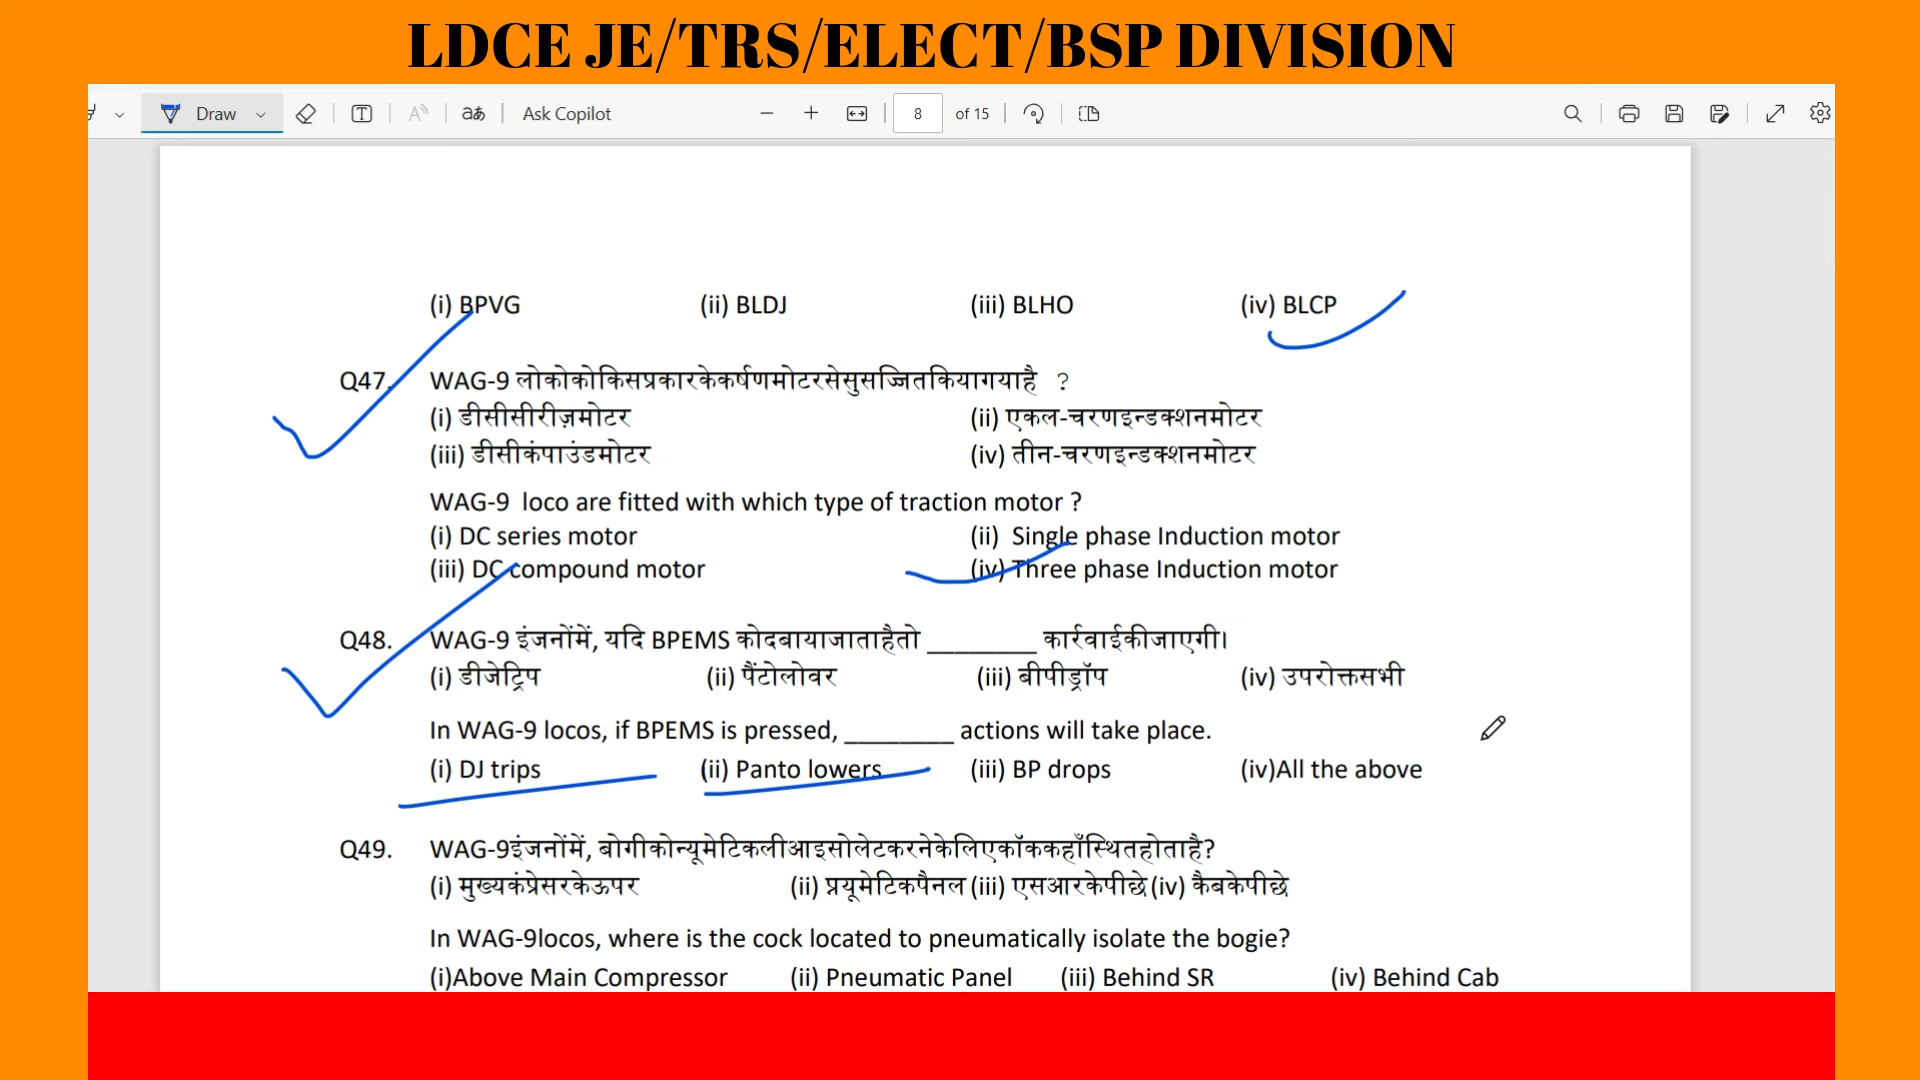 LDCE JE/TRS/ELECT/BSP DIVISION
Draw aあ Ask Copilot 8 of 15
(i) BPVG (ii) BLDJ (iii) BLHO (iv) BLCP
Q47. WAG-9 लोकोकोकिसप्रकारकेकर्षणमोटरसेसुसज्जितकियागयाहै ?
(i) डीसीसीरीज़मोटर (ii) एकल-चरणइन्डक्शनमोटर
(iii) डीसीकंपाउंडमोटर (iv) तीन-चरणइन्डक्शनमोटर
WAG-9 loco are fitted with which type of traction motor ?
(i) DC series motor (ii) Single phase Induction motor
(iii) DC compound motor (iv) Three phase Induction motor
Q48. WAG-9 इंजनोंमें, यदि BPEMS कोदबायाजाताहैतो ________ कार्रवाईकीजाएगी।
(i) डीजेट्रिप (ii) पैंटोलोवर (iii) बीपीड्रॉप (iv) उपरोक्तसभी
In WAG-9 locos, if BPEMS is pressed, ________ actions will take place.
(i) DJ trips (ii) Panto lowers (iii) BP drops (iv)All the above
Q49. WAG-9इंजनोंमें, बोगीकोन्यूमेटिकलीआइसोलेटकरनेकेलिएकॉककहाँस्थितहोताहै?
(i) मुख्यकंप्रेसरकेऊपर (ii) प्रयूमेटिकपैनल (iii) एसआरकेपीछे (iv) कैबकेपीछे
In WAG-9locos, where is the cock located to pneumatically isolate the bogie?
(i)Above Main Compressor (ii) Pneumatic Panel (iii) Behind SR (iv) Behind Cab